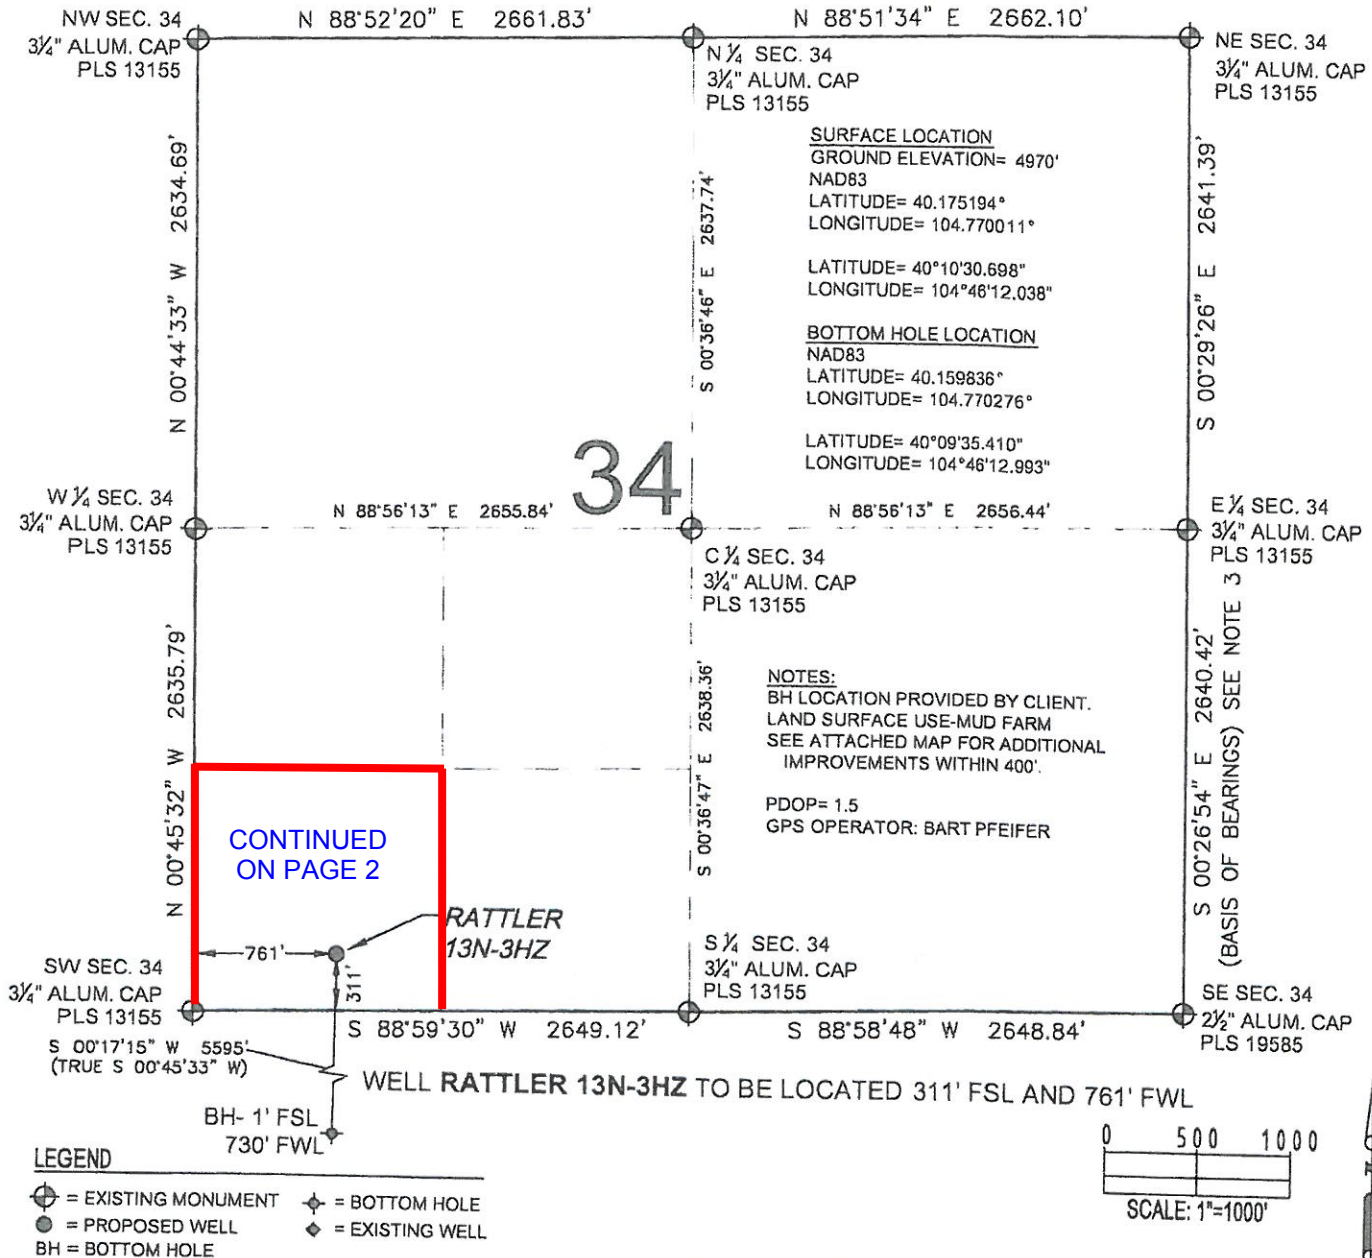 N 88°52'20" E 2661.83'
N 88°51'34" E 2662.10'
NW SEC. 34
3¼" ALUM. CAP
PLS 13155
N ¼ SEC. 34
3¼" ALUM. CAP
PLS 13155
NE SEC. 34
3¼" ALUM. CAP
PLS 13155
N 00°44'33" W 2634.69'
S 00°36'46" E 2637.74'
S 00°29'26" E 2641.39'
SURFACE LOCATION
GROUND ELEVATION= 4970'
NAD83
LATITUDE= 40.175194°
LONGITUDE= 104.770011°
LATITUDE= 40°10'30.698"
LONGITUDE= 104°46'12.038"
BOTTOM HOLE LOCATION
NAD83
LATITUDE= 40.159836°
LONGITUDE= 104.770276°
LATITUDE= 40°09'35.410"
LONGITUDE= 104°46'12.993"
34
W ¼ SEC. 34
3¼" ALUM. CAP
PLS 13155
N 88°56'13" E 2655.84'
N 88°56'13" E 2656.44'
E ¼ SEC. 34
3¼" ALUM. CAP
PLS 13155
C ¼ SEC. 34
3¼" ALUM. CAP
PLS 13155
N 00°45'32" W 2635.79'
S 00°36'47" E 2638.36'
S 00°26'54" E 2640.42'
(BASIS OF BEARINGS) SEE NOTE 3
NOTES:
BH LOCATION PROVIDED BY CLIENT.
LAND SURFACE USE-MUD FARM
SEE ATTACHED MAP FOR ADDITIONAL
IMPROVEMENTS WITHIN 400'.
PDOP= 1.5
GPS OPERATOR: BART PFEIFER
CONTINUED
ON PAGE 2
RATTLER
13N-3HZ
761'
311'
SW SEC. 34
3¼" ALUM. CAP
PLS 13155
S ¼ SEC. 34
3¼" ALUM. CAP
PLS 13155
SE SEC. 34
2½" ALUM. CAP
PLS 19585
S 88°59'30" W 2649.12'
S 88°58'48" W 2648.84'
S 00°17'15" W 5595'
(TRUE S 00°45'33" W)
WELL RATTLER 13N-3HZ TO BE LOCATED 311' FSL AND 761' FWL
BH- 1' FSL
730' FWL
0 500 1000
SCALE: 1"=1000'
LEGEND
= EXISTING MONUMENT
= BOTTOM HOLE
= PROPOSED WELL
= EXISTING WELL
BH = BOTTOM HOLE